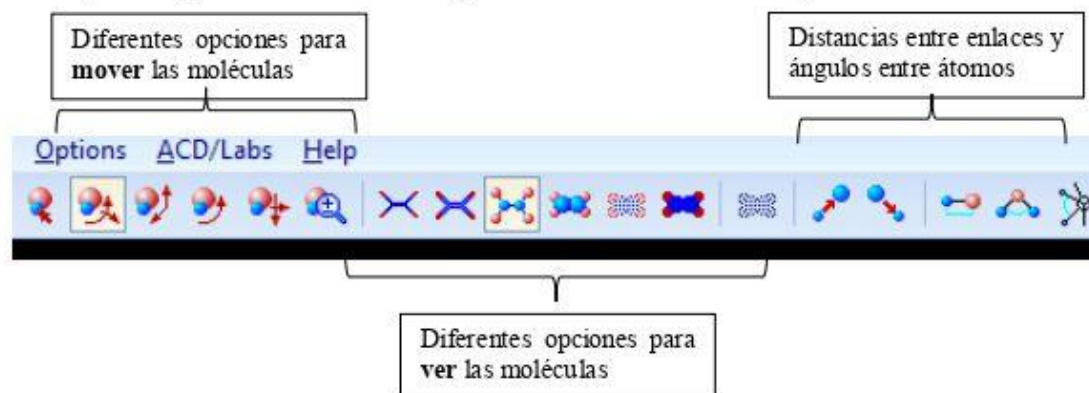 Diferentes opciones para
mover las moléculas
Distancias entre enlaces y
ángulos entre átomos
Options ACD/Labs Help
Diferentes opciones para
ver las moléculas